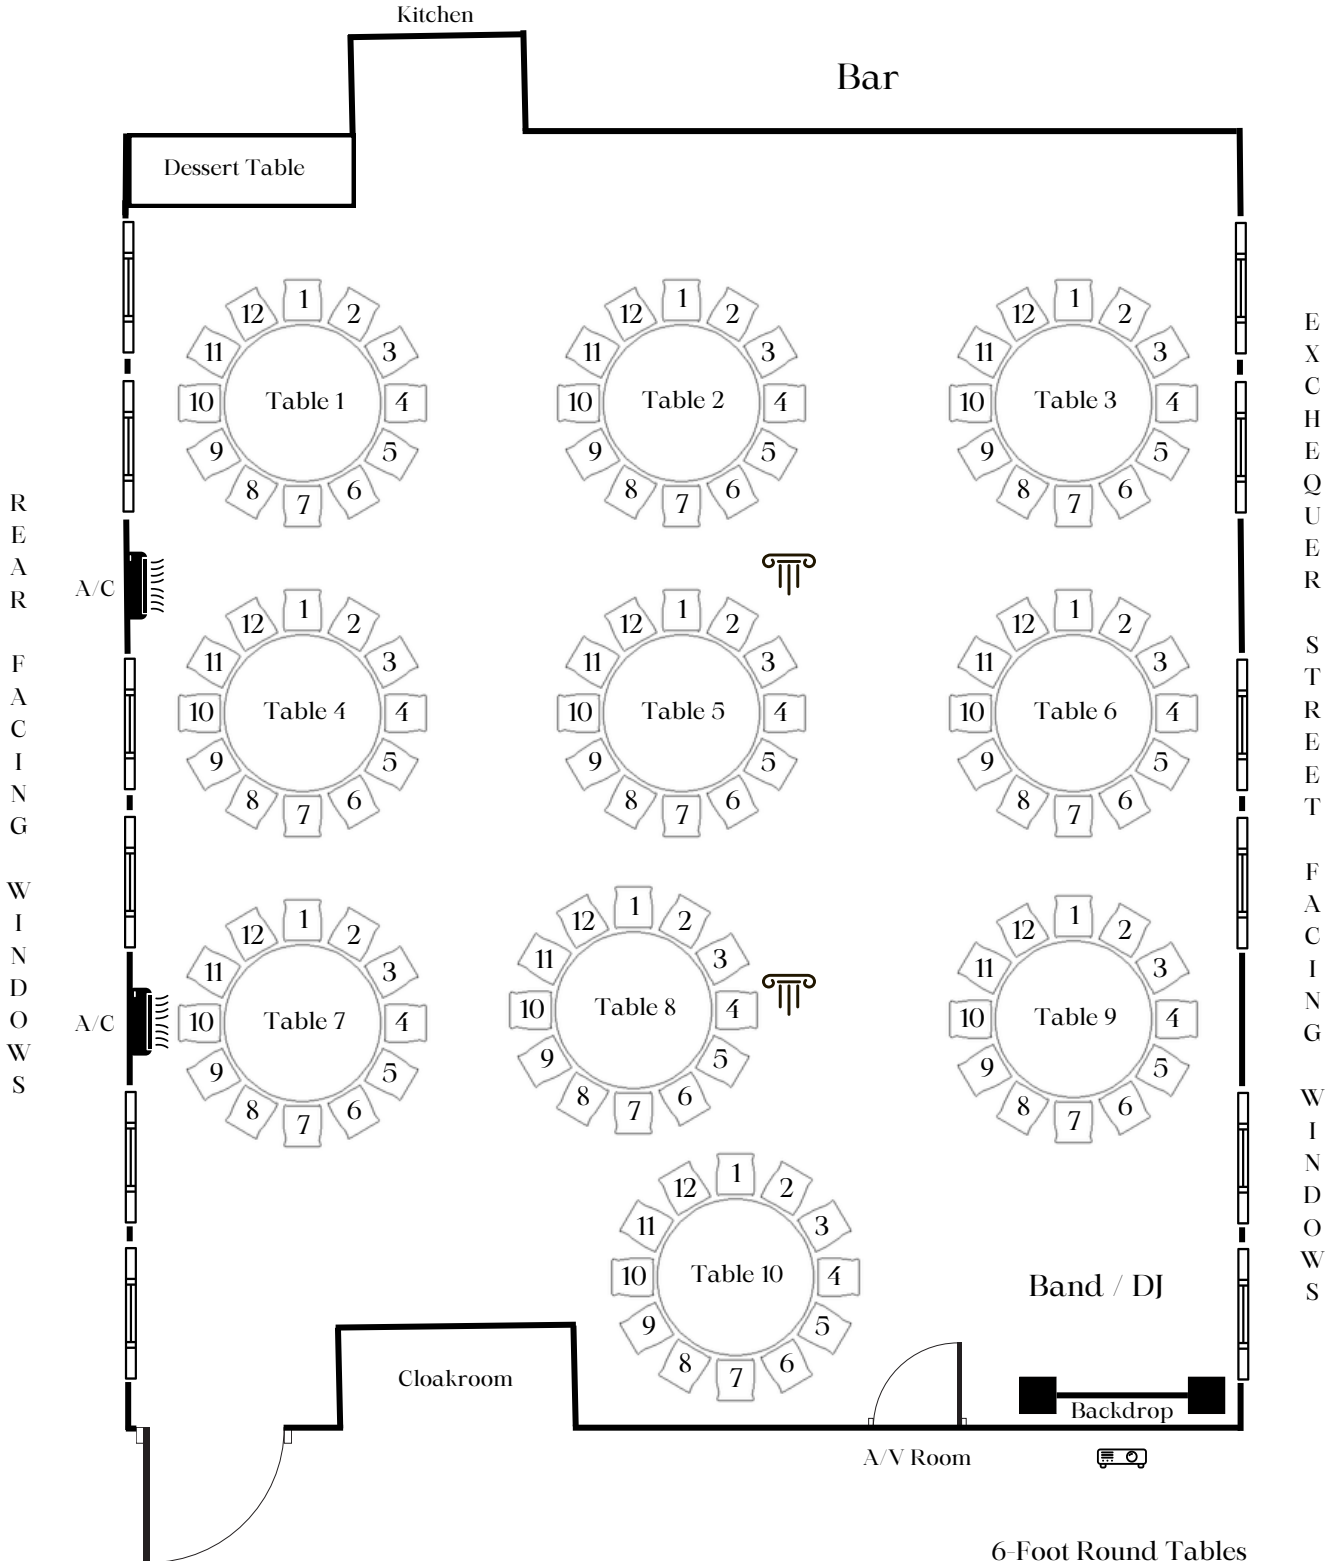 Kitchen
Bar
Dessert Table
1
12 2
11 3
10 Table 1 4
9 5
8 6
7
1
12 2
11 3
10 Table 2 4
9 5
8 6
7
1
12 2
11 3
10 Table 3 4
9 5
8 6
7
REAR FACING WINDOWS
EXCHEQUER STREET FACING WINDOWS
A/C
1
12 2
11 3
10 Table 4 4
9 5
8 6
7
1
12 2
11 3
10 Table 5 4
9 5
8 6
7
1
12 2
11 3
10 Table 6 4
9 5
8 6
7
A/C
1
12 2
11 3
10 Table 7 4
9 5
8 6
7
1
12 2
11 3
10 Table 8 4
9 5
8 6
7
1
12 2
11 3
10 Table 9 4
9 5
8 6
7
1
12 2
11 3
10 Table 10 4
9 5
8 6
7
Band / DJ
Cloakroom
Backdrop
A/V Room
6-Foot Round Tables